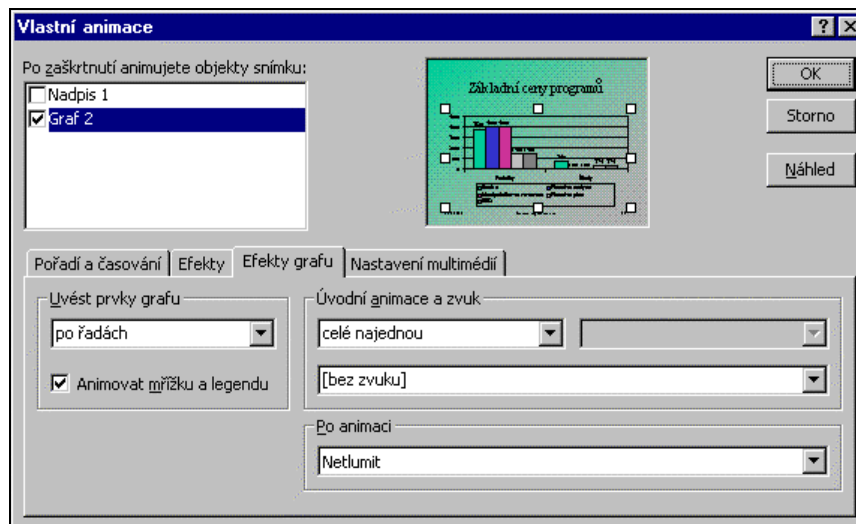 Vlastní animace
Po zaškrtnutí animujete objekty snímku:
Nadpis 1
Graf 2
Základní ceny programů
OK
Storno
Náhled
Pořadí a časování Efekty Efekty grafu Nastavení multimédií
Uvést prvky grafu
po řadách
Animovat mřížku a legendu
Úvodní animace a zvuk
celé najednou
[bez zvuku]
Po animaci
Netlumit